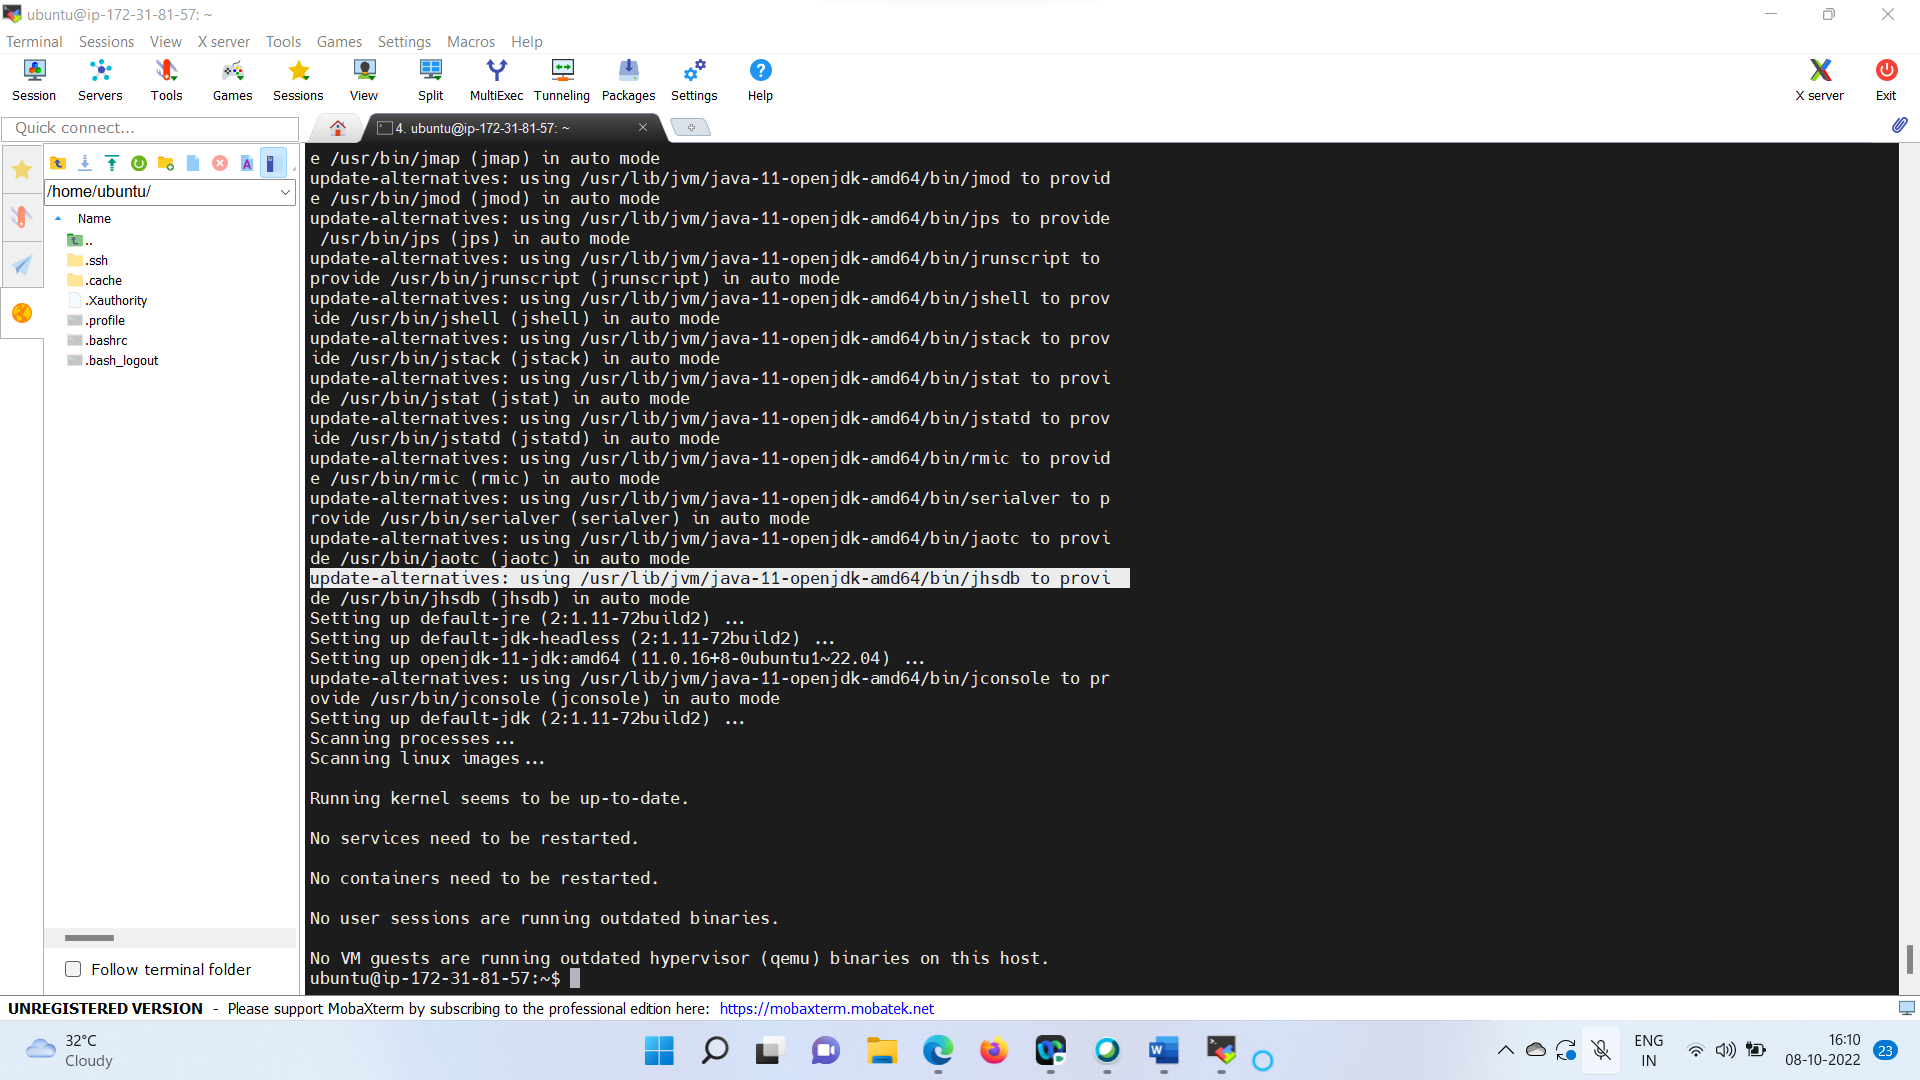 ubuntu@ip-172-31-81-57: ~
Terminal Sessions View X server Tools Games Settings Macros Help
Session Servers Tools Games Sessions View Split MultiExec Tunneling Packages Settings Help X server Exit
Quick connect...
4. ubuntu@ip-172-31-81-57: ~
/home/ubuntu/
Name
..
.ssh
.cache
.Xauthority
.profile
.bashrc
.bash_logout
Follow terminal folder
e /usr/bin/jmap (jmap) in auto mode
update-alternatives: using /usr/lib/jvm/java-11-openjdk-amd64/bin/jmod to provid
e /usr/bin/jmod (jmod) in auto mode
update-alternatives: using /usr/lib/jvm/java-11-openjdk-amd64/bin/jps to provide
 /usr/bin/jps (jps) in auto mode
update-alternatives: using /usr/lib/jvm/java-11-openjdk-amd64/bin/jrunscript to
provide /usr/bin/jrunscript (jrunscript) in auto mode
update-alternatives: using /usr/lib/jvm/java-11-openjdk-amd64/bin/jshell to prov
ide /usr/bin/jshell (jshell) in auto mode
update-alternatives: using /usr/lib/jvm/java-11-openjdk-amd64/bin/jstack to prov
ide /usr/bin/jstack (jstack) in auto mode
update-alternatives: using /usr/lib/jvm/java-11-openjdk-amd64/bin/jstat to provi
de /usr/bin/jstat (jstat) in auto mode
update-alternatives: using /usr/lib/jvm/java-11-openjdk-amd64/bin/jstatd to prov
ide /usr/bin/jstatd (jstatd) in auto mode
update-alternatives: using /usr/lib/jvm/java-11-openjdk-amd64/bin/rmic to provid
e /usr/bin/rmic (rmic) in auto mode
update-alternatives: using /usr/lib/jvm/java-11-openjdk-amd64/bin/serialver to p
rovide /usr/bin/serialver (serialver) in auto mode
update-alternatives: using /usr/lib/jvm/java-11-openjdk-amd64/bin/jaotc to provi
de /usr/bin/jaotc (jaotc) in auto mode
update-alternatives: using /usr/lib/jvm/java-11-openjdk-amd64/bin/jhsdb to provi
de /usr/bin/jhsdb (jhsdb) in auto mode
Setting up default-jre (2:1.11-72build2) ...
Setting up default-jdk-headless (2:1.11-72build2) ...
Setting up openjdk-11-jdk:amd64 (11.0.16+8-0ubuntu1~22.04) ...
update-alternatives: using /usr/lib/jvm/java-11-openjdk-amd64/bin/jconsole to pr
ovide /usr/bin/jconsole (jconsole) in auto mode
Setting up default-jdk (2:1.11-72build2) ...
Scanning processes...
Scanning linux images...
Running kernel seems to be up-to-date.
No services need to be restarted.
No containers need to be restarted.
No user sessions are running outdated binaries.
No VM guests are running outdated hypervisor (qemu) binaries on this host.
ubuntu@ip-172-31-81-57:~$
UNREGISTERED VERSION - Please support MobaXterm by subscribing to the professional edition here: https://mobaxterm.mobatek.net
32°C
Cloudy
ENG
IN
16:10
08-10-2022
23